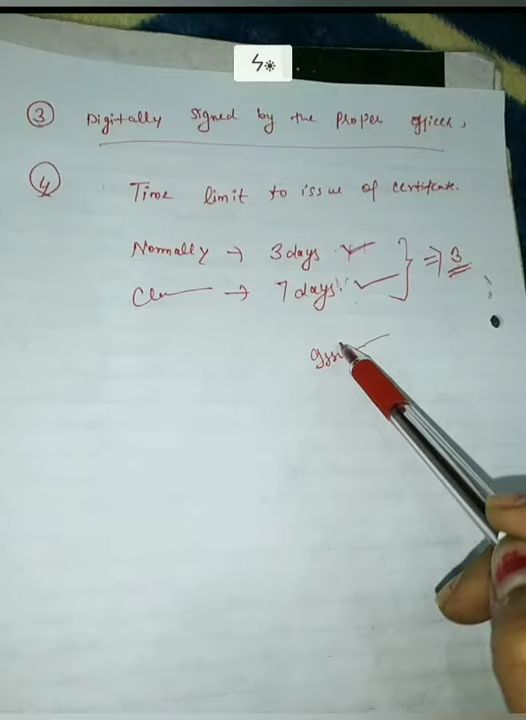 ③ Digitally signed by the proper officer.
④ Time limit to issue of certificate.
Normally → 3 days
→ 7 days
⇒ 3